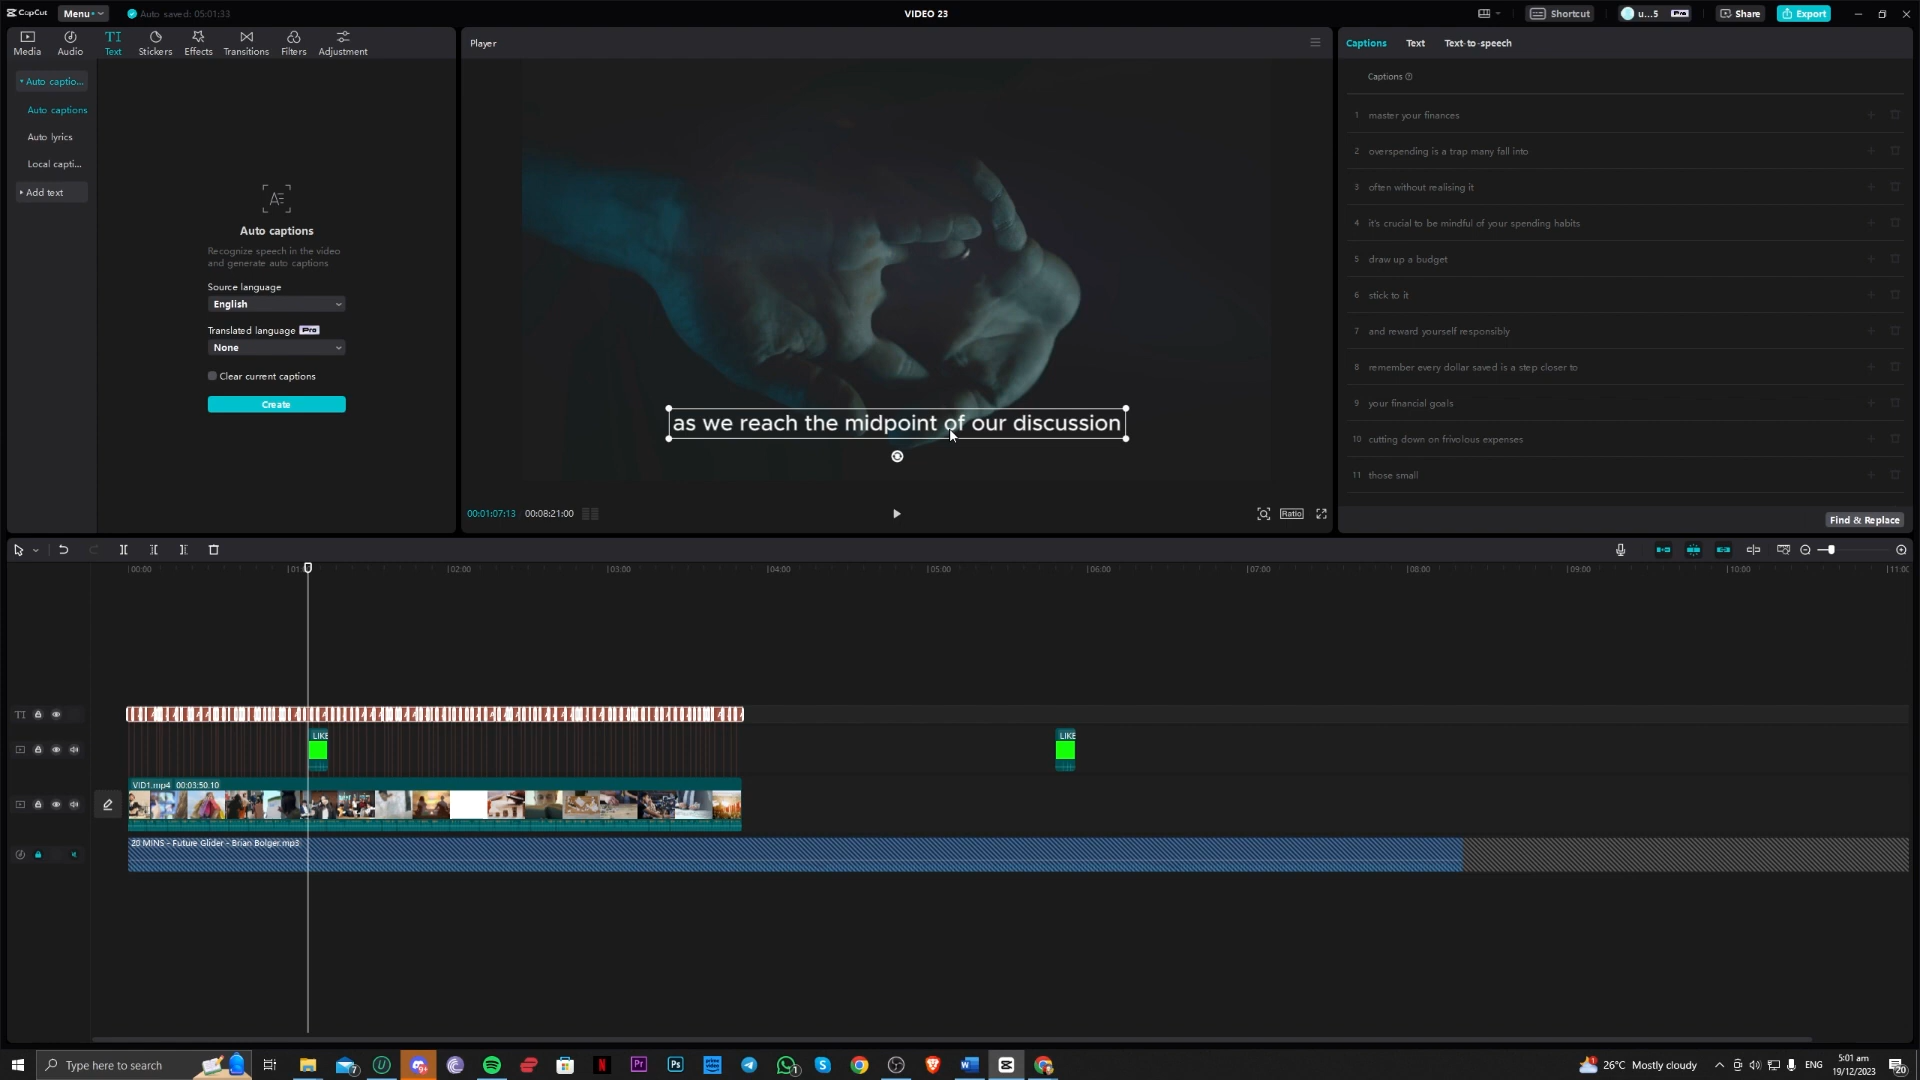 CapCut
Menu
Auto saved: 05:01:33
VIDEO 23
Shortcut
u...5
Pro
Share
Export
Media
Audio
TI
Text
Stickers
Effects
Transitions
Filters
Adjustment
Auto captio...
Auto captions
Auto lyrics
Local capti...
Add text
Auto captions
Recognize speech in the video
and generate auto captions
Source language
English
Translated language Pro
None
Clear current captions
Create
Player
as we reach the midpoint of our discussion
00:01:07:13
00:08:21:00
Ratio
Captions
Text
Text-to-speech
Captions
1 master your finances
2 overspending is a trap many fall into
3 often without realising it
4 it's crucial to be mindful of your spending habits
5 draw up a budget
6 stick to it
7 and reward yourself responsibly
8 remember every dollar saved is a step closer to
9 your financial goals
10 cutting down on frivolous expenses
11 those small
Find & Replace
00:00
02:00
03:00
04:00
05:00
06:00
07:00
08:00
09:00
10:00
TI
LIKE
LIKE
VID1.mp4 00:03:50:10
20 MINS - Future Glider - Brian Bolger.mp3
Type here to search
26°C Mostly cloudy
ENG
5:01 am
19/12/2023
20